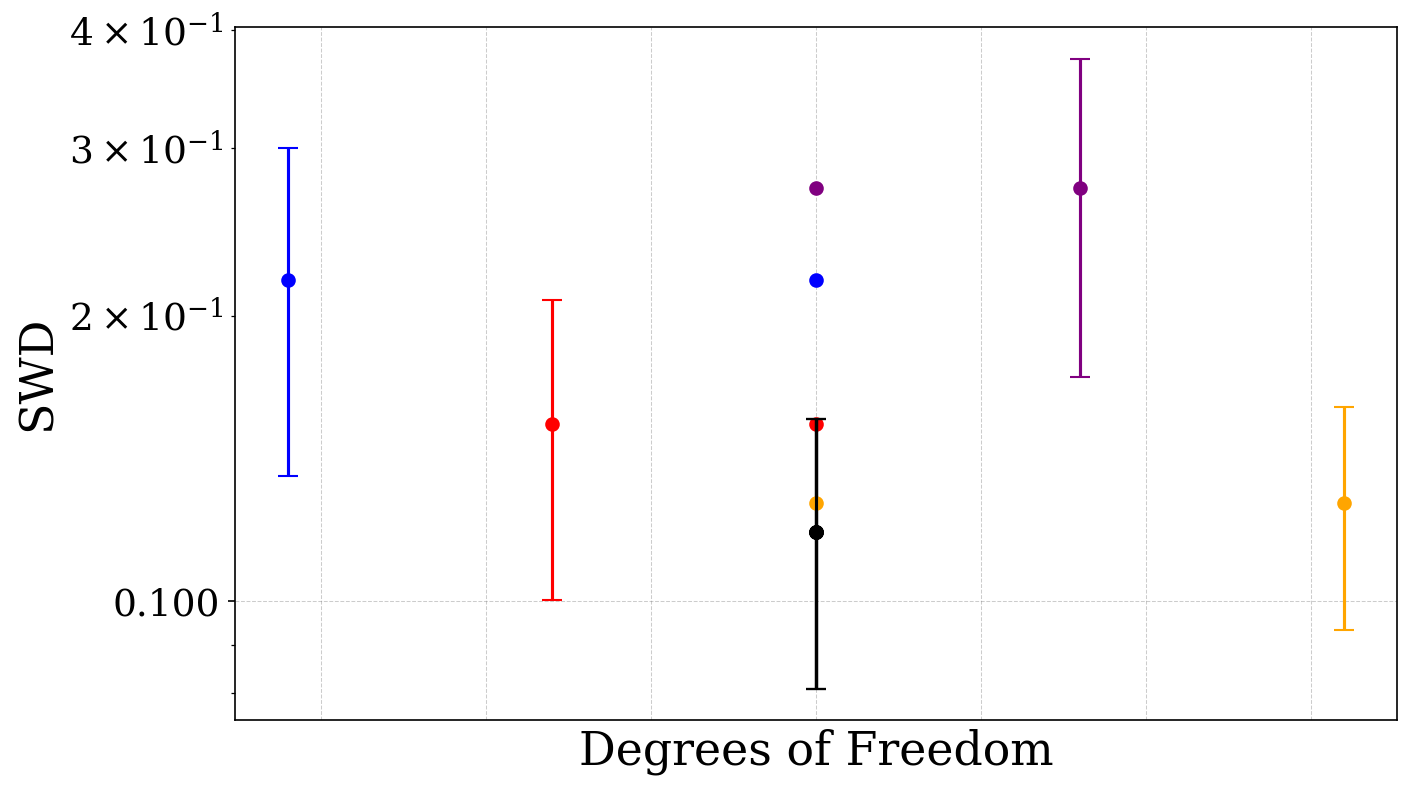 4 × 10⁻¹
3 × 10⁻¹
2 × 10⁻¹
0.100
SWD
Degrees of Freedom